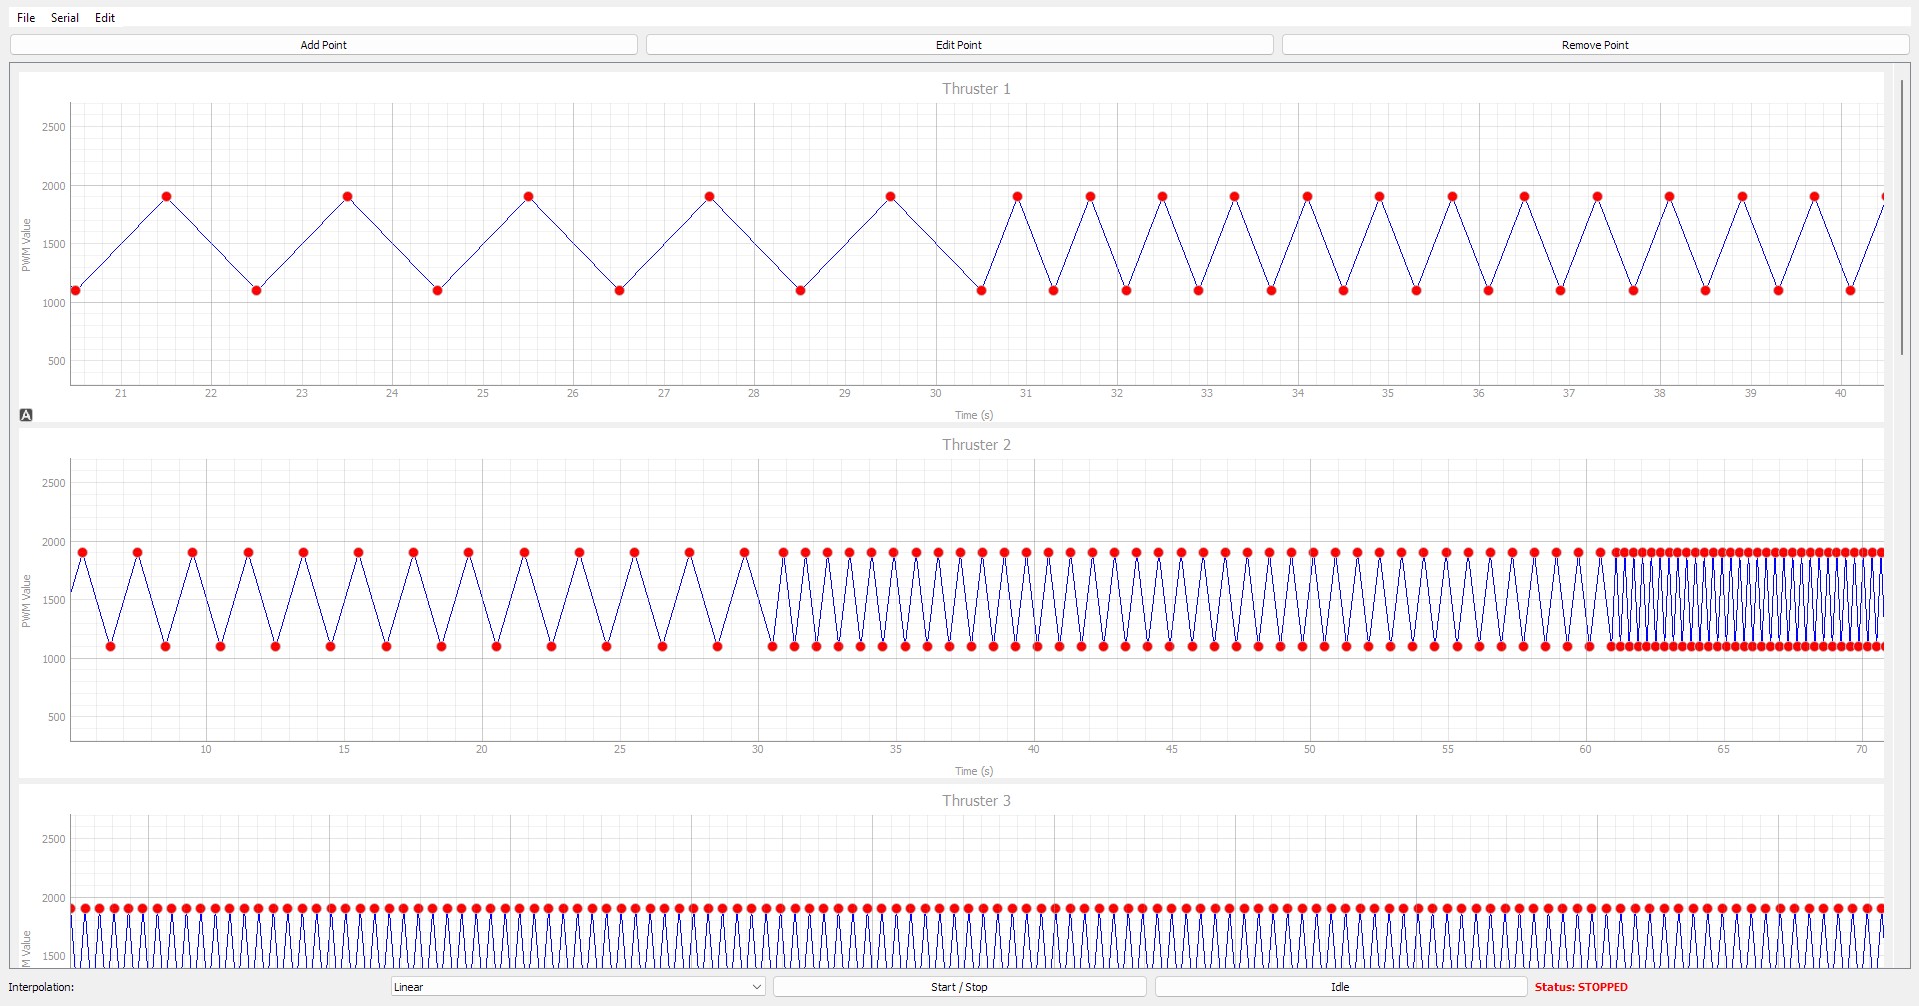 File Serial Edit
Add Point Edit Point Remove Point
Thruster 1
2500
2000
1500
1000
500
PWM Value
21 22 23 24 25 26 27 28 29 30 31 32 33 34 35 36 37 38 39 40
Time (s)
A
Thruster 2
2500
2000
1500
1000
500
PWM Value
10 15 20 25 30 35 40 45 50 55 60 65 70
Time (s)
Thruster 3
2500
2000
1500
M Value
Interpolation: Linear Start / Stop Idle Status: STOPPED